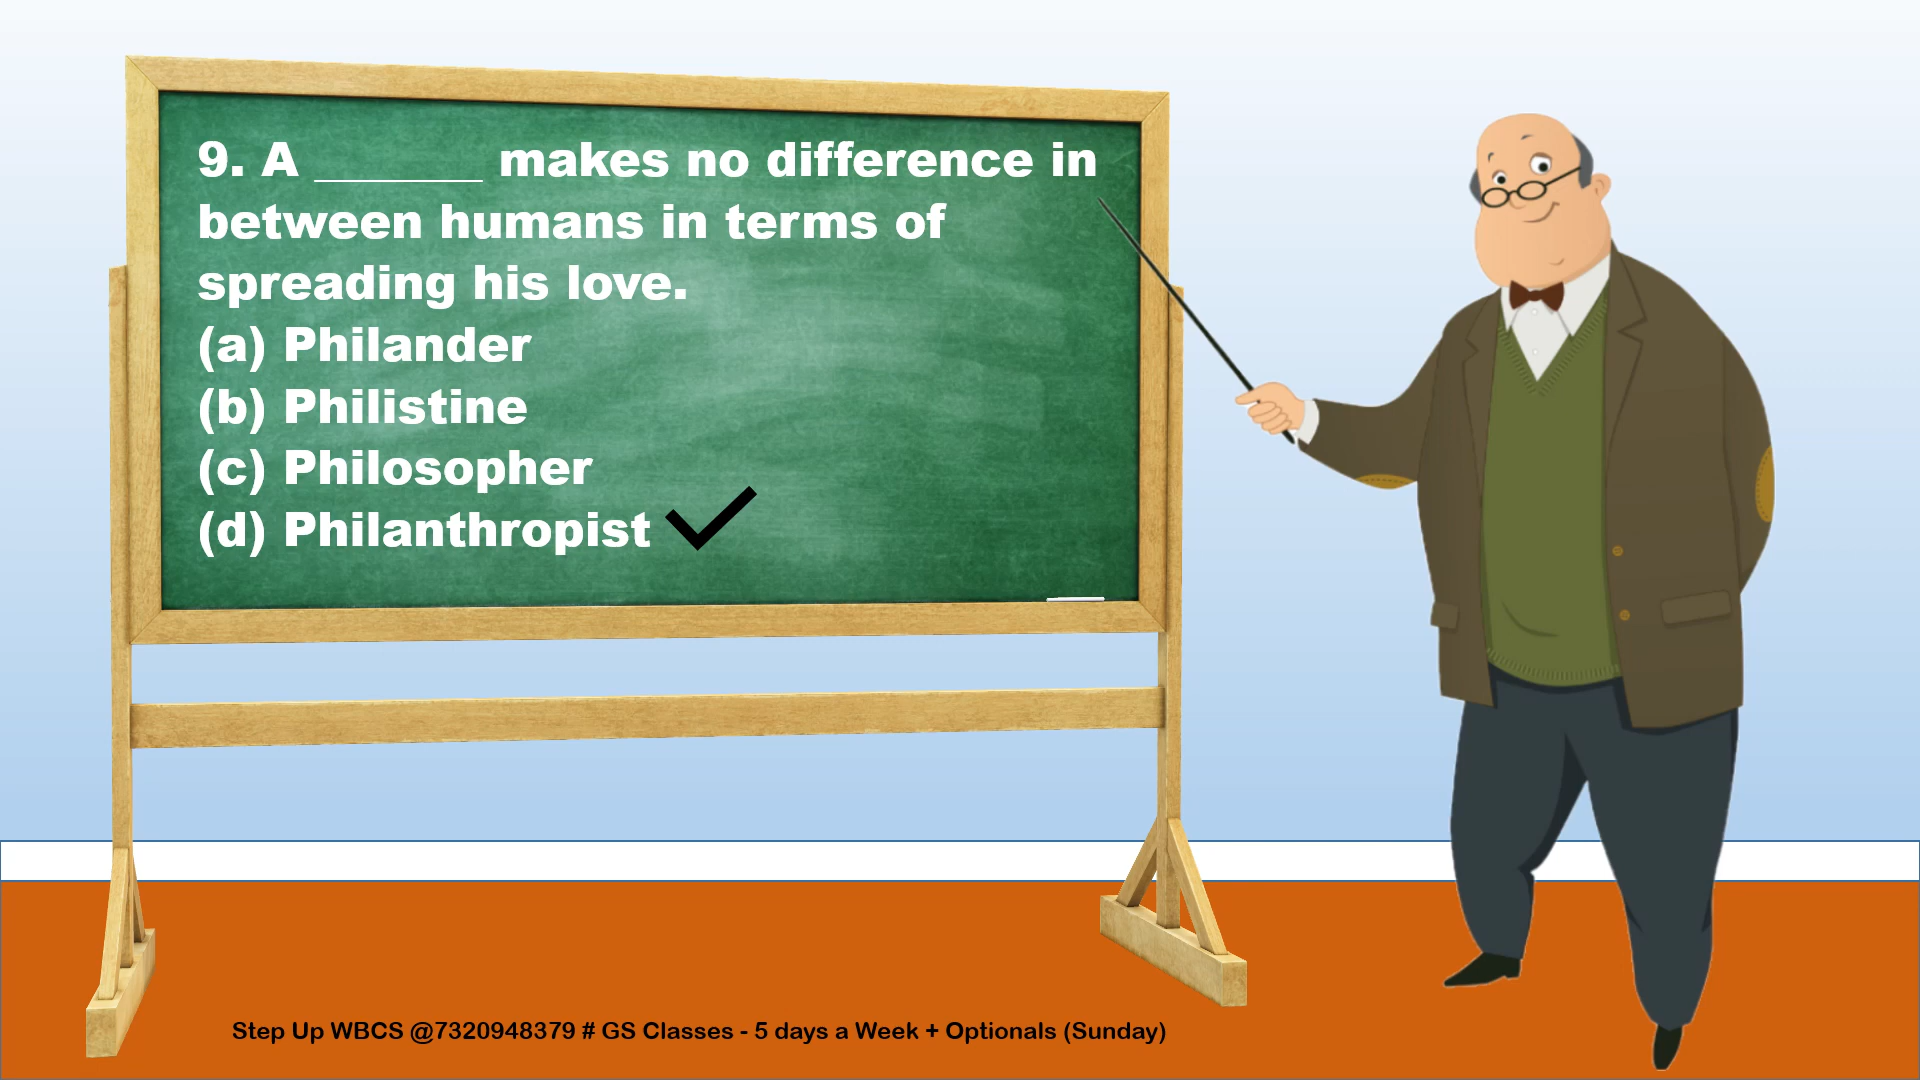 9. A _______ makes no difference in
between humans in terms of
spreading his love.
(a) Philander
(b) Philistine
(c) Philosopher
(d) Philanthropist
Step Up WBCS @7320948379 # GS Classes - 5 days a Week + Optionals (Sunday)